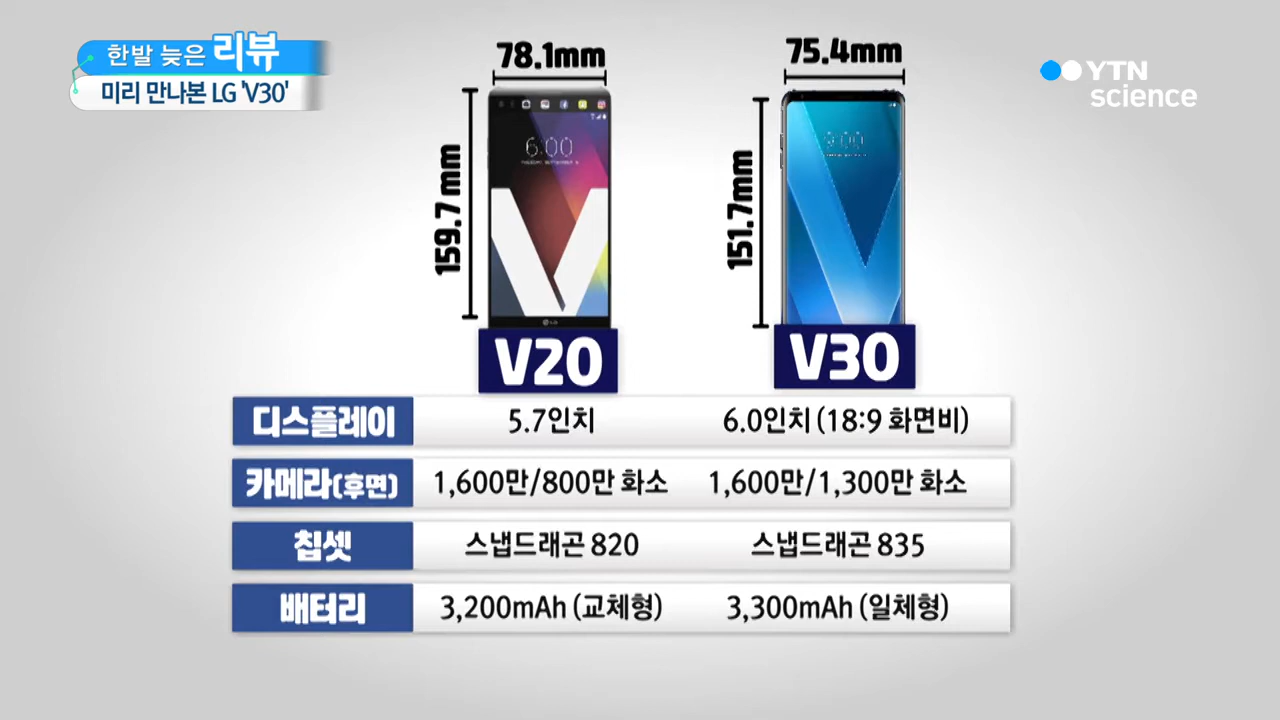 한발 늦은 리뷰
미리 만나본 LG 'V30'
YTN
science
78.1mm
75.4mm
159.7 mm
151.7mm
6:00
9:00
V20
V30
디스플레이 5.7인치 6.0인치 (18:9 화면비)
카메라(후면) 1,600만/800만 화소 1,600만/1,300만 화소
칩셋 스냅드래곤 820 스냅드래곤 835
배터리 3,200mAh (교체형) 3,300mAh (일체형)